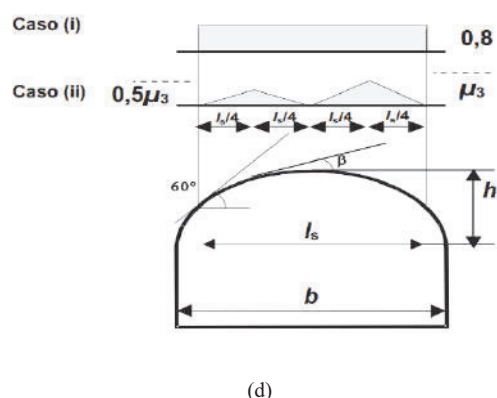 Caso (i)
0,8
Caso (ii)
0,5μ₃
μ₃
lₛ/4 lₛ/4 lₛ/4 lₛ/4
60°
β
h
lₛ
b
(d)